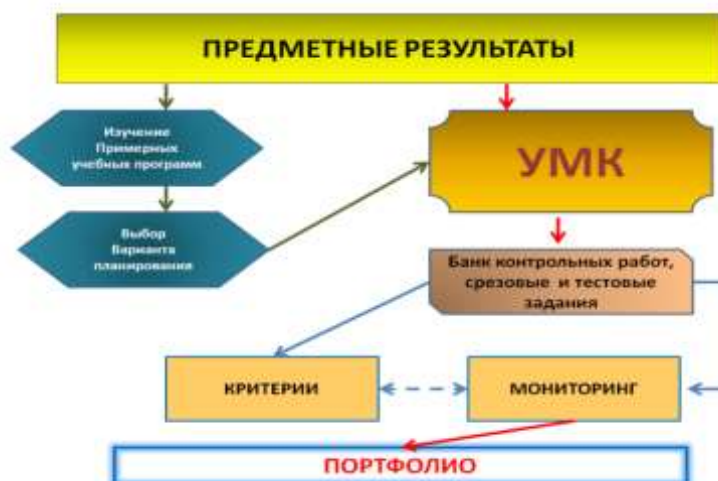 ПРЕДМЕТНЫЕ РЕЗУЛЬТАТЫ
Изучение
Примерных
учебных программ
УМК
Выбор
Варианта
планирования
Банк контрольных работ,
срезовые и тестовые
задания
КРИТЕРИИ
МОНИТОРИНГ
ПОРТФОЛИО